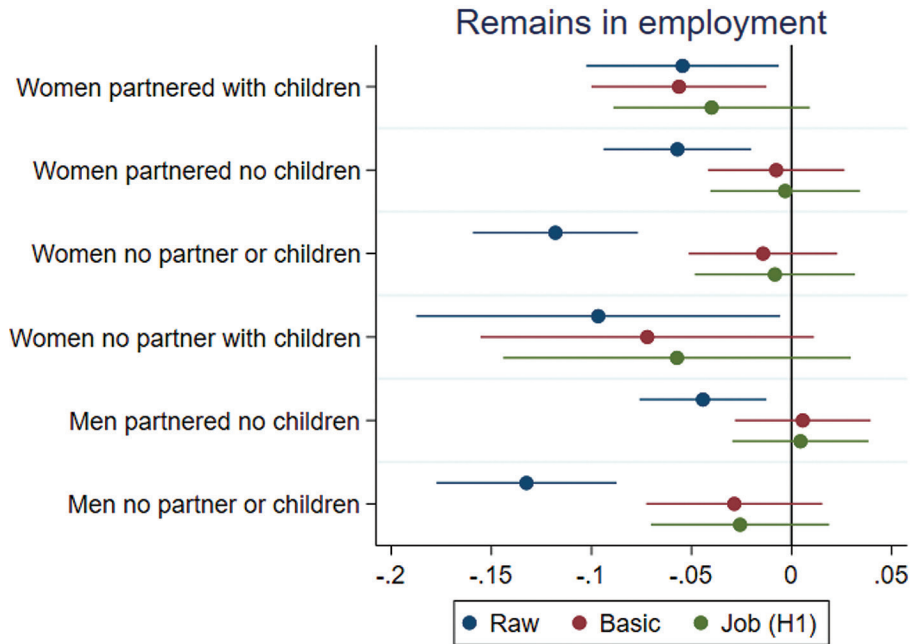 Remains in employment
Women partnered with children
Women partnered no children
Women no partner or children
Women no partner with children
Men partnered no children
Men no partner or children
-.2 -.15 -.1 -.05 0 .05
Raw Basic Job (H1)